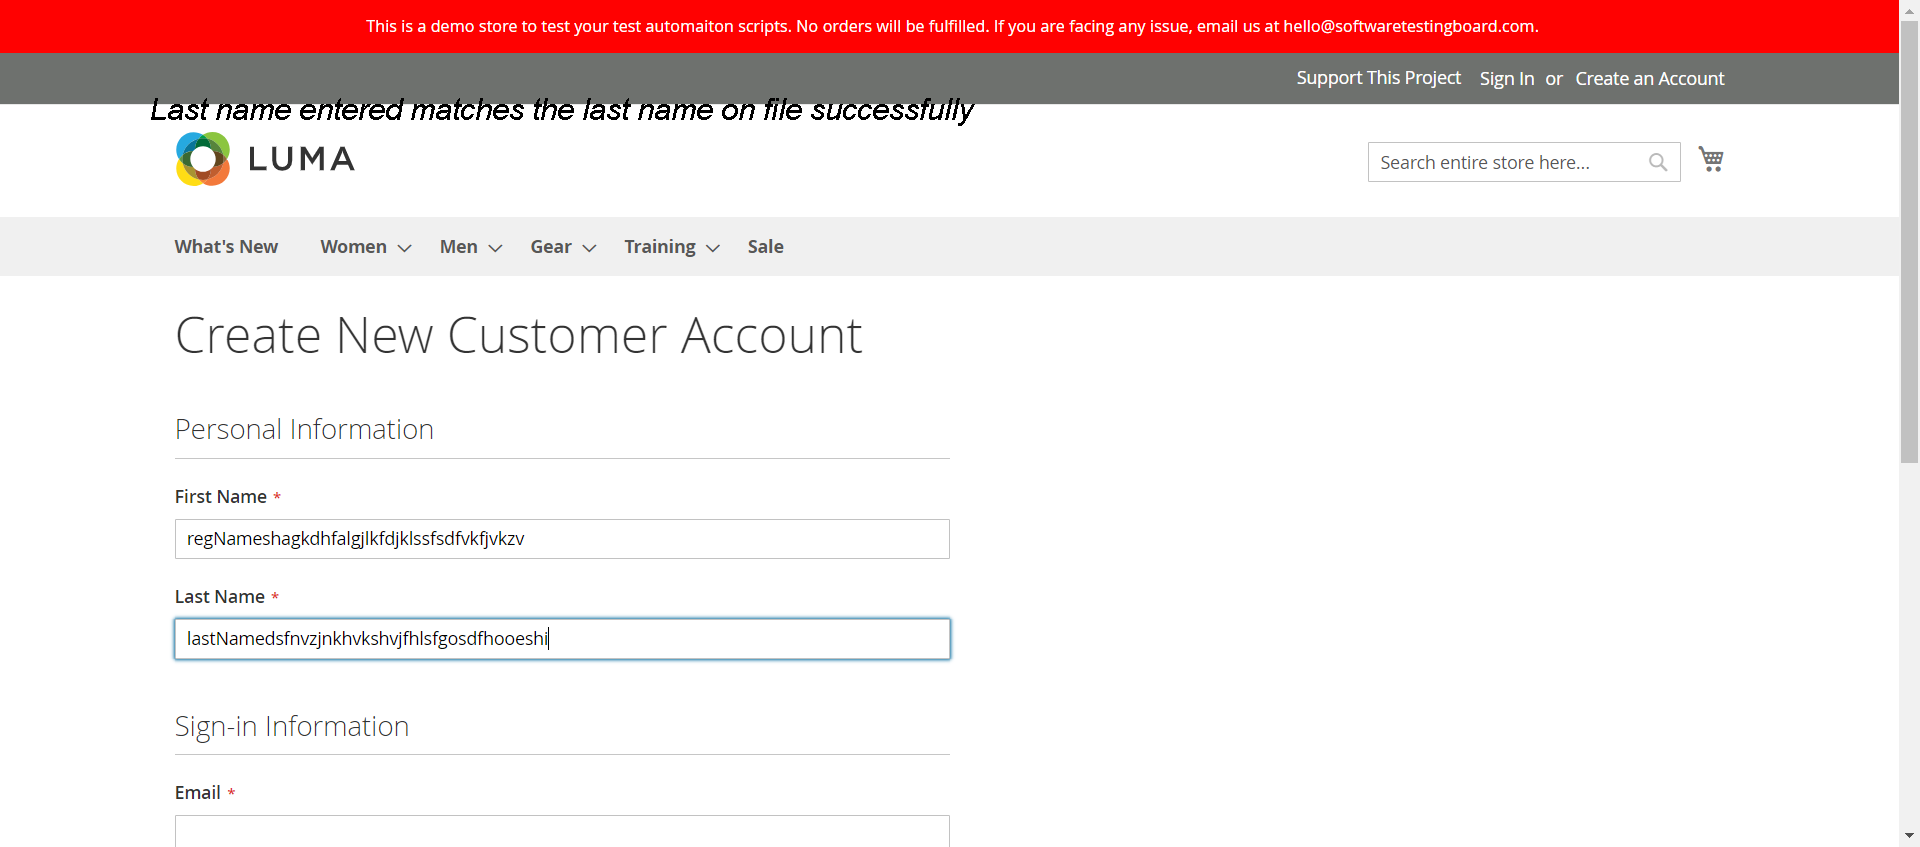 This is a demo store to test your test automaiton scripts. No orders will be fulfilled. If you are facing any issue, email us at hello@softwaretestingboard.com.
Support This Project Sign In or Create an Account
Last name entered matches the last name on file successfully
LUMA
Search entire store here...
What's New Women Men Gear Training Sale
Create New Customer Account
Personal Information
First Name *
regNameshagkdhfalgjlkfdjklssfsdfvkfjvkzv
Last Name *
lastNamedsfnvzjnkhvkshvjfhlsfgosdfhooeshi
Sign-in Information
Email *